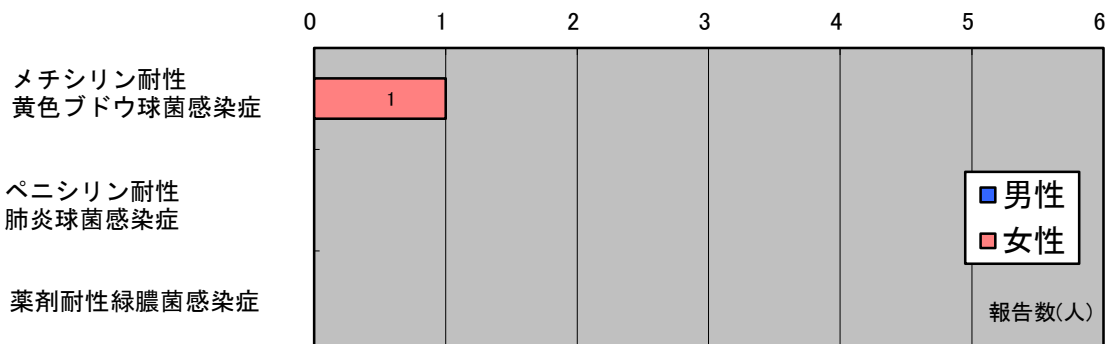 0 1 2 3 4 5 6
メチシリン耐性
黄色ブドウ球菌感染症
1
ペニシリン耐性
肺炎球菌感染症
男性
女性
薬剤耐性緑膿菌感染症
報告数(人)